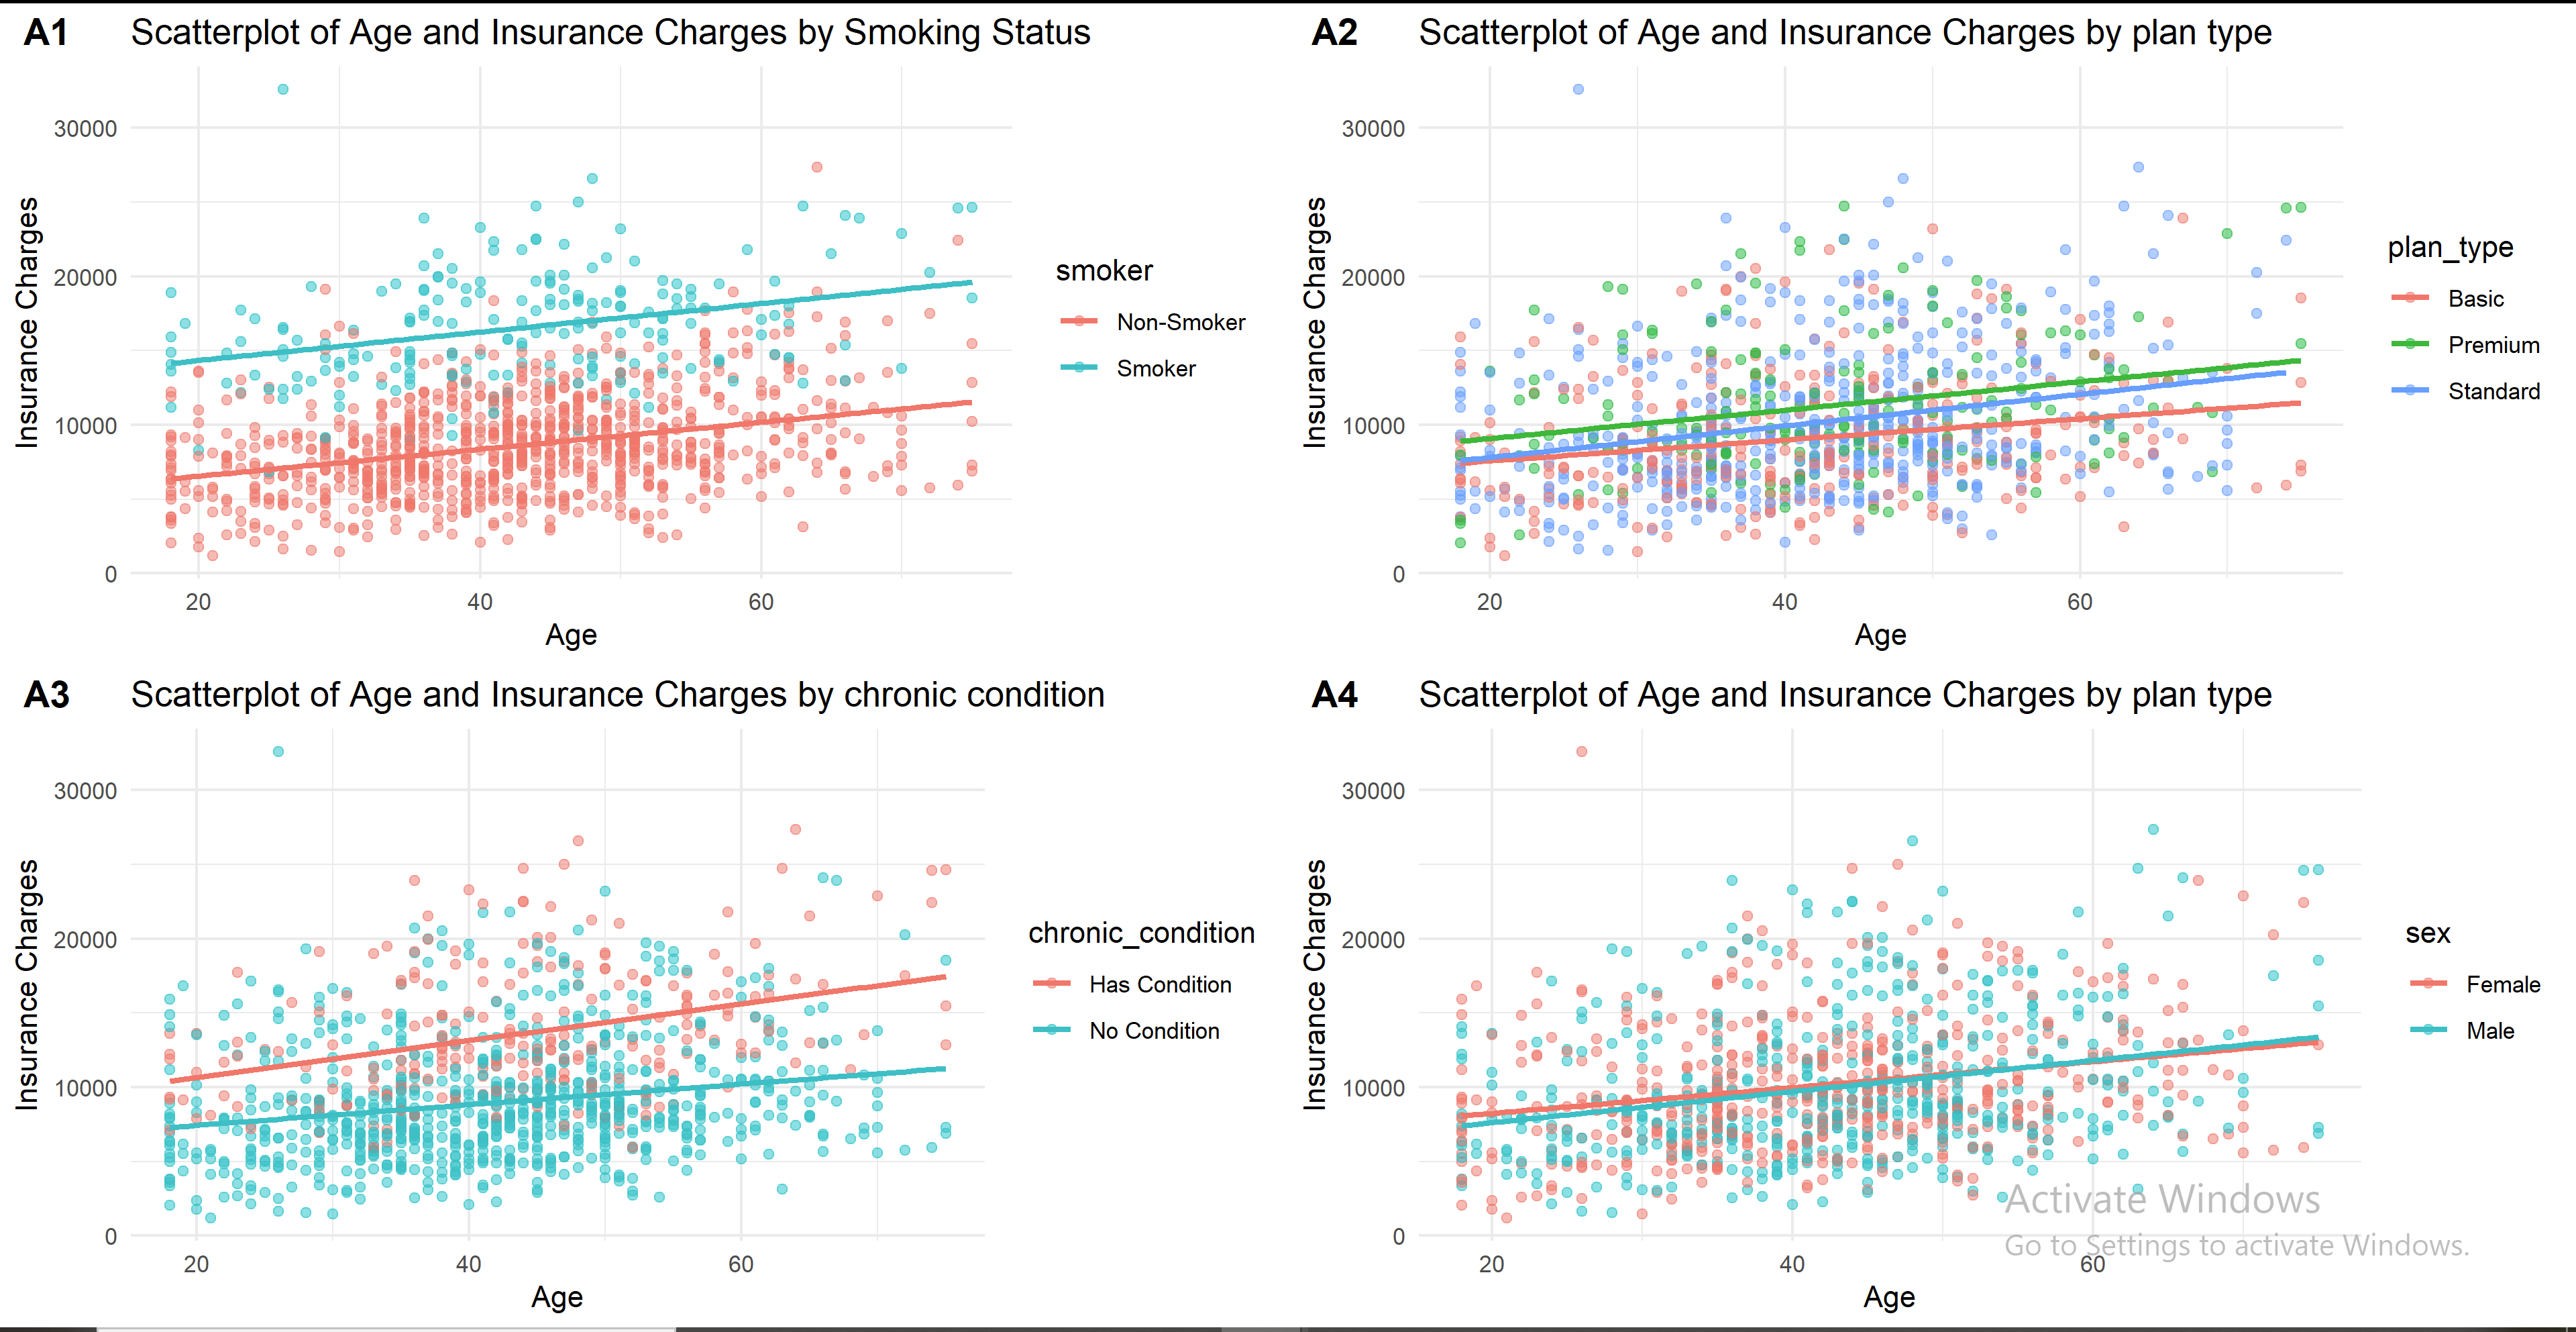 A1 Scatterplot of Age and Insurance Charges by Smoking Status
30000
20000
10000
0
Insurance Charges
20 40 60
Age
smoker
Non-Smoker
Smoker
A2 Scatterplot of Age and Insurance Charges by plan type
30000
20000
10000
0
Insurance Charges
20 40 60
Age
plan_type
Basic
Premium
Standard
A3 Scatterplot of Age and Insurance Charges by chronic condition
30000
20000
10000
0
Insurance Charges
20 40 60
Age
chronic_condition
Has Condition
No Condition
A4 Scatterplot of Age and Insurance Charges by plan type
30000
20000
10000
0
Insurance Charges
20 40 60
Age
sex
Female
Male
Activate Windows
Go to Settings to activate Windows.